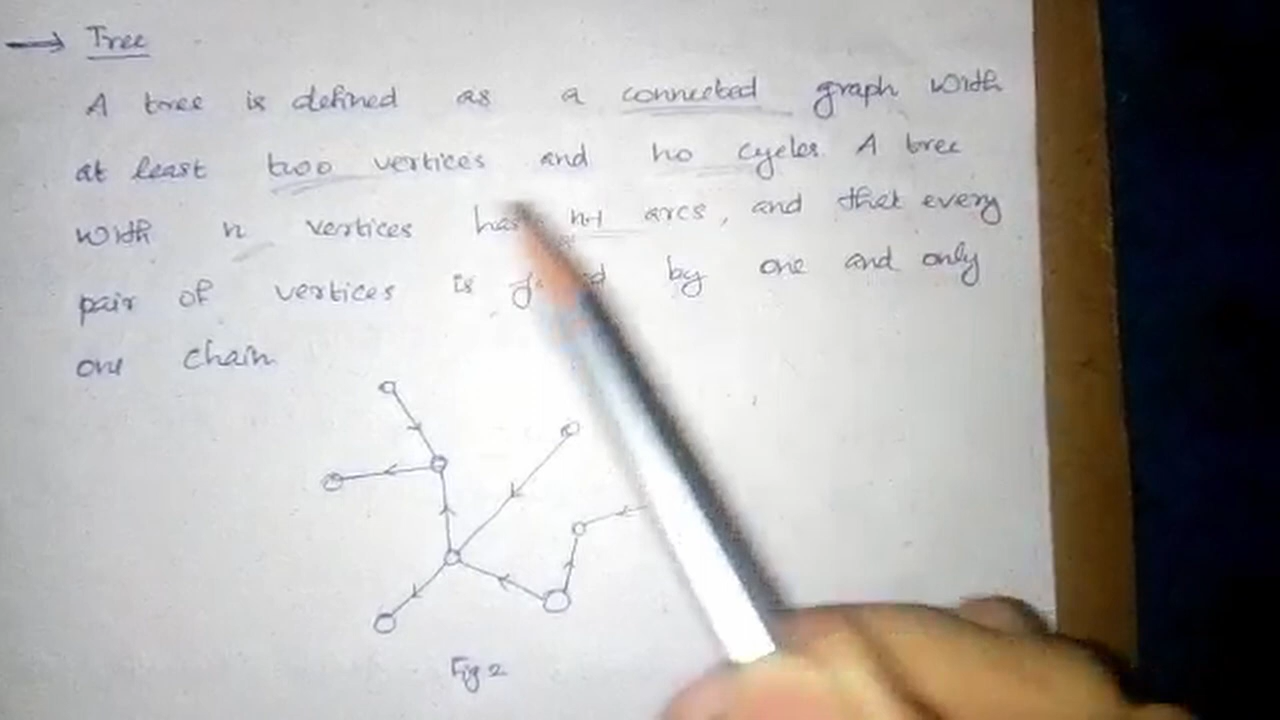 → Tree
A tree is defined as a connected graph with
at least two vertices and no cycles. A tree
with n vertices has n-1 arcs, and that every
pair of vertices is by one and only
one chain
Fig 2